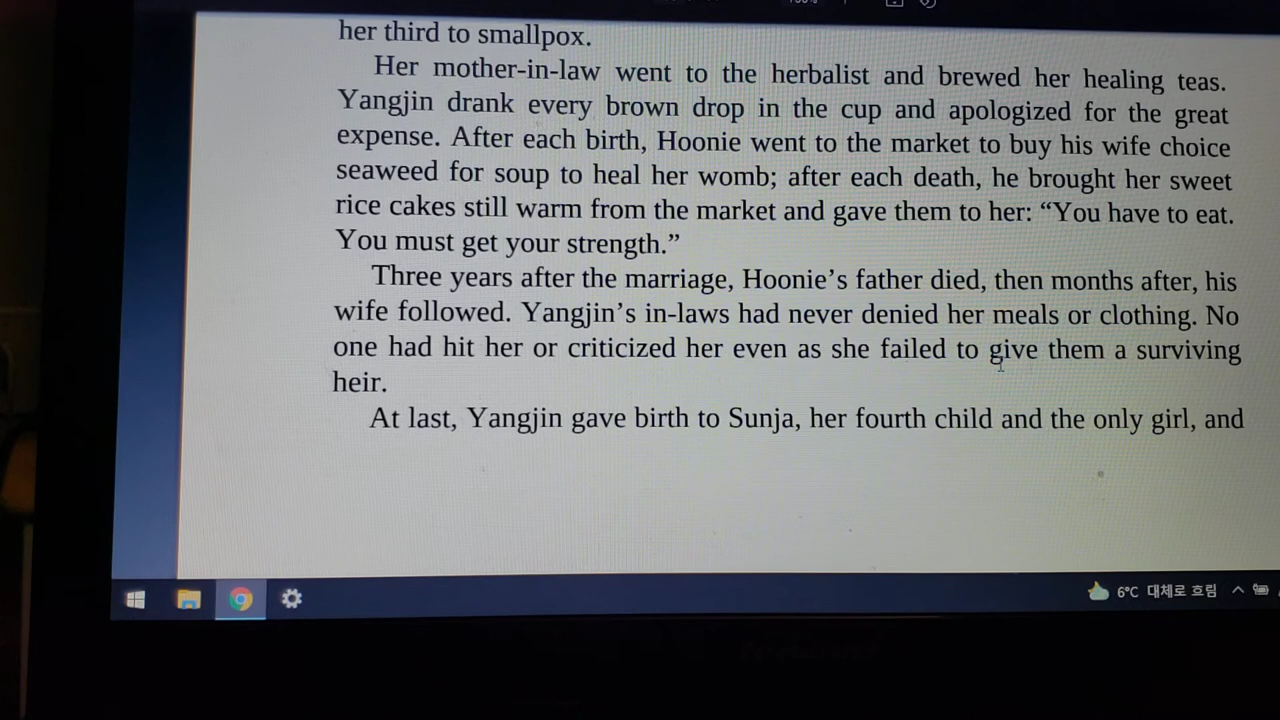 her third to smallpox.
Her mother-in-law went to the herbalist and brewed her healing teas.
Yangjin drank every brown drop in the cup and apologized for the great
expense. After each birth, Hoonie went to the market to buy his wife choice
seaweed for soup to heal her womb; after each death, he brought her sweet
rice cakes still warm from the market and gave them to her: “You have to eat.
You must get your strength.”
Three years after the marriage, Hoonie’s father died, then months after, his
wife followed. Yangjin’s in-laws had never denied her meals or clothing. No
one had hit her or criticized her even as she failed to give them a surviving
heir.
At last, Yangjin gave birth to Sunja, her fourth child and the only girl, and
6°C 대체로 흐림